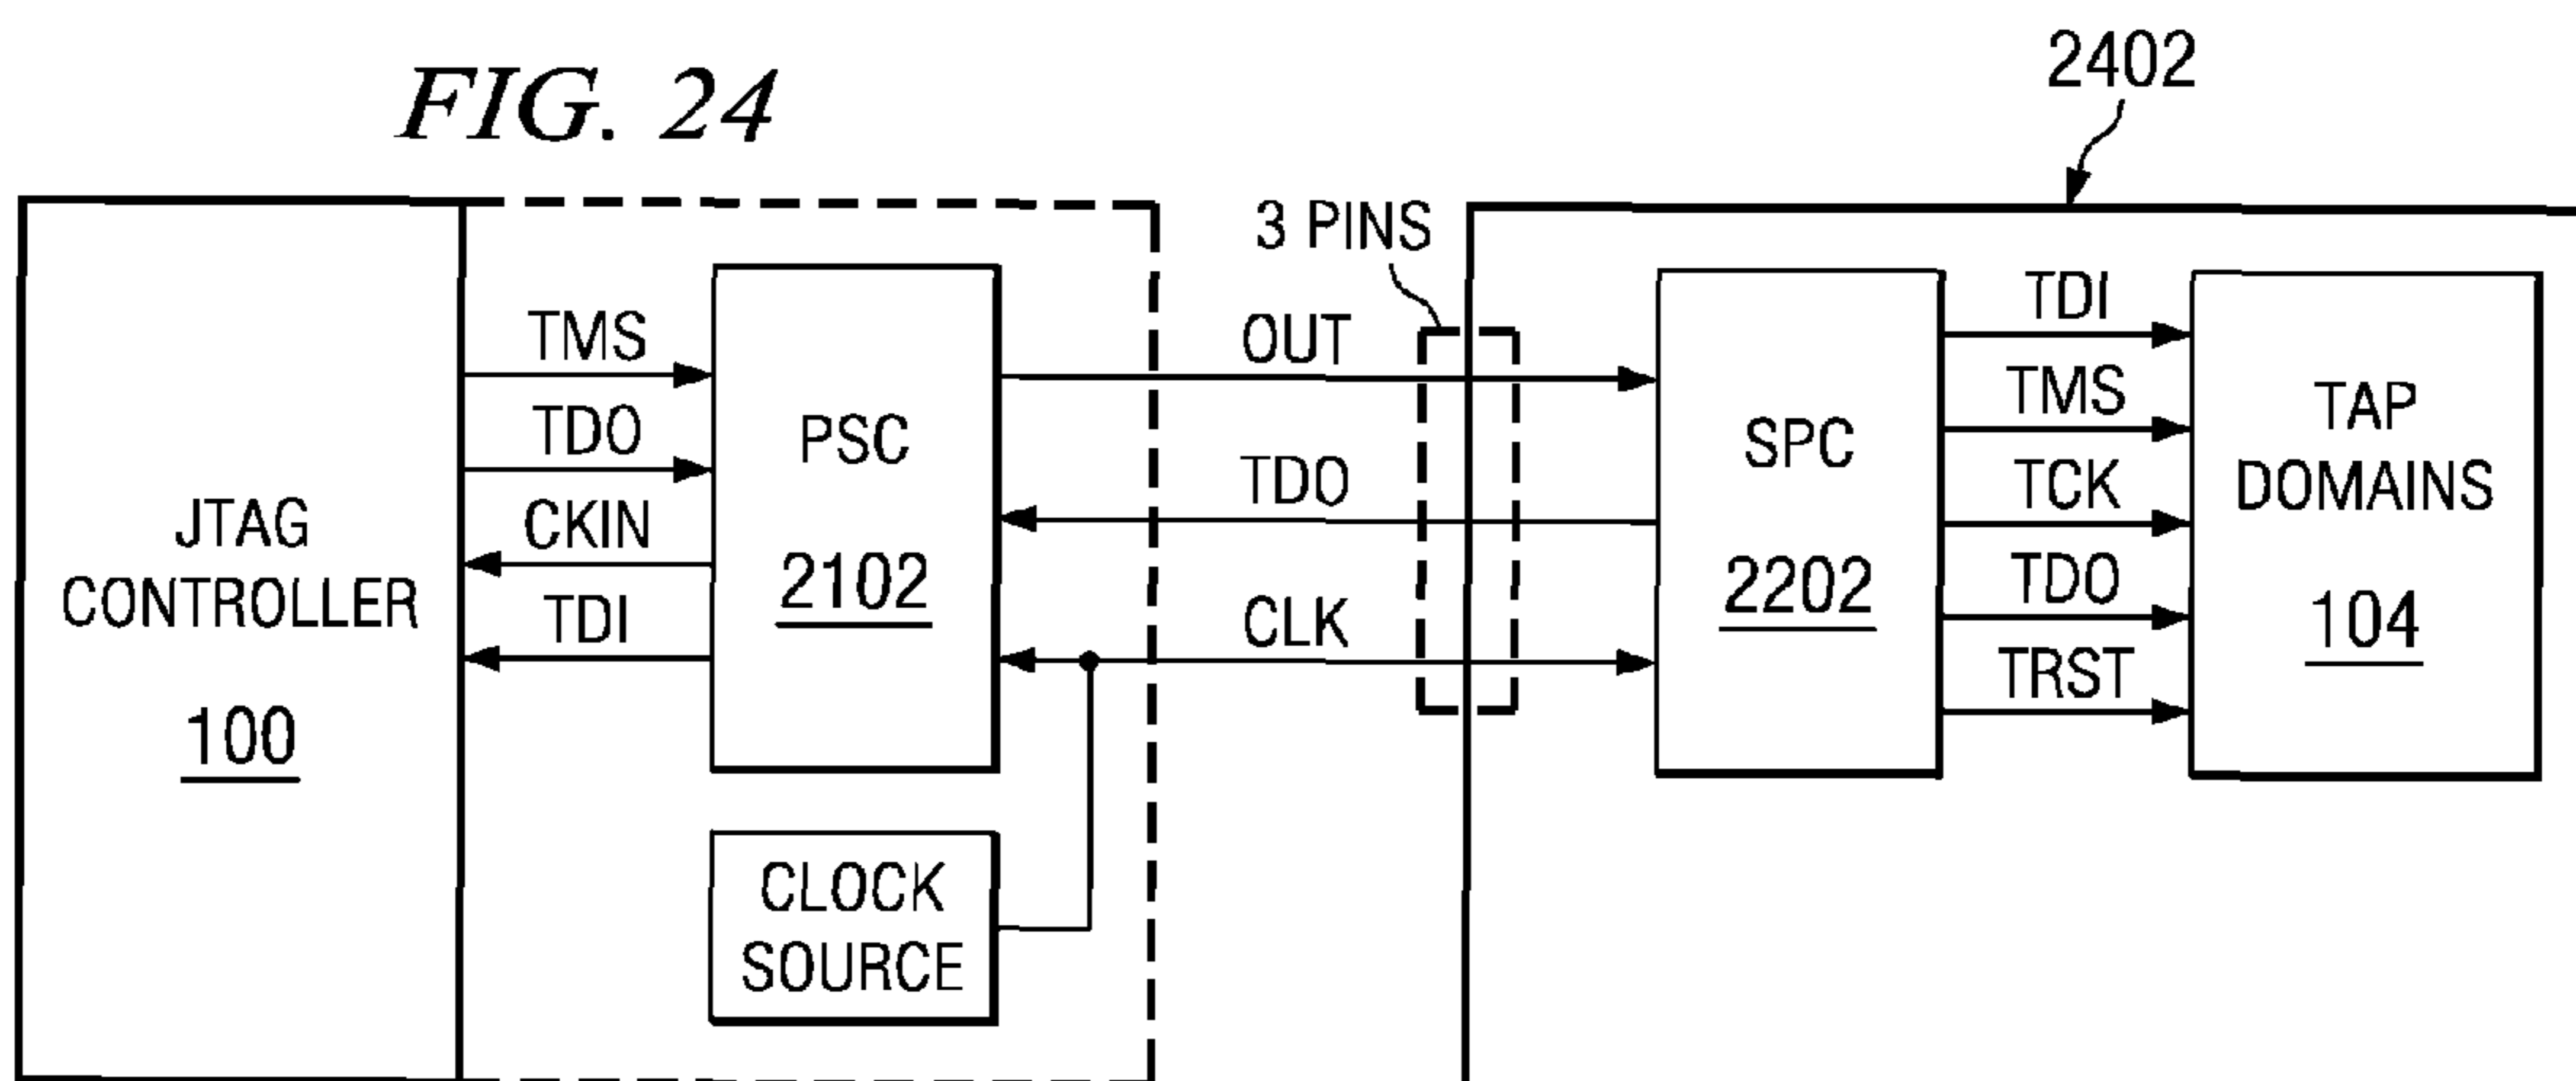 FIG. 24
2402
3 PINS
JTAG
CONTROLLER
100
TMS
TDO
CKIN
TDI
PSC
2102
CLOCK
SOURCE
OUT
TDO
CLK
SPC
2202
TDI
TMS
TCK
TDO
TRST
TAP
DOMAINS
104